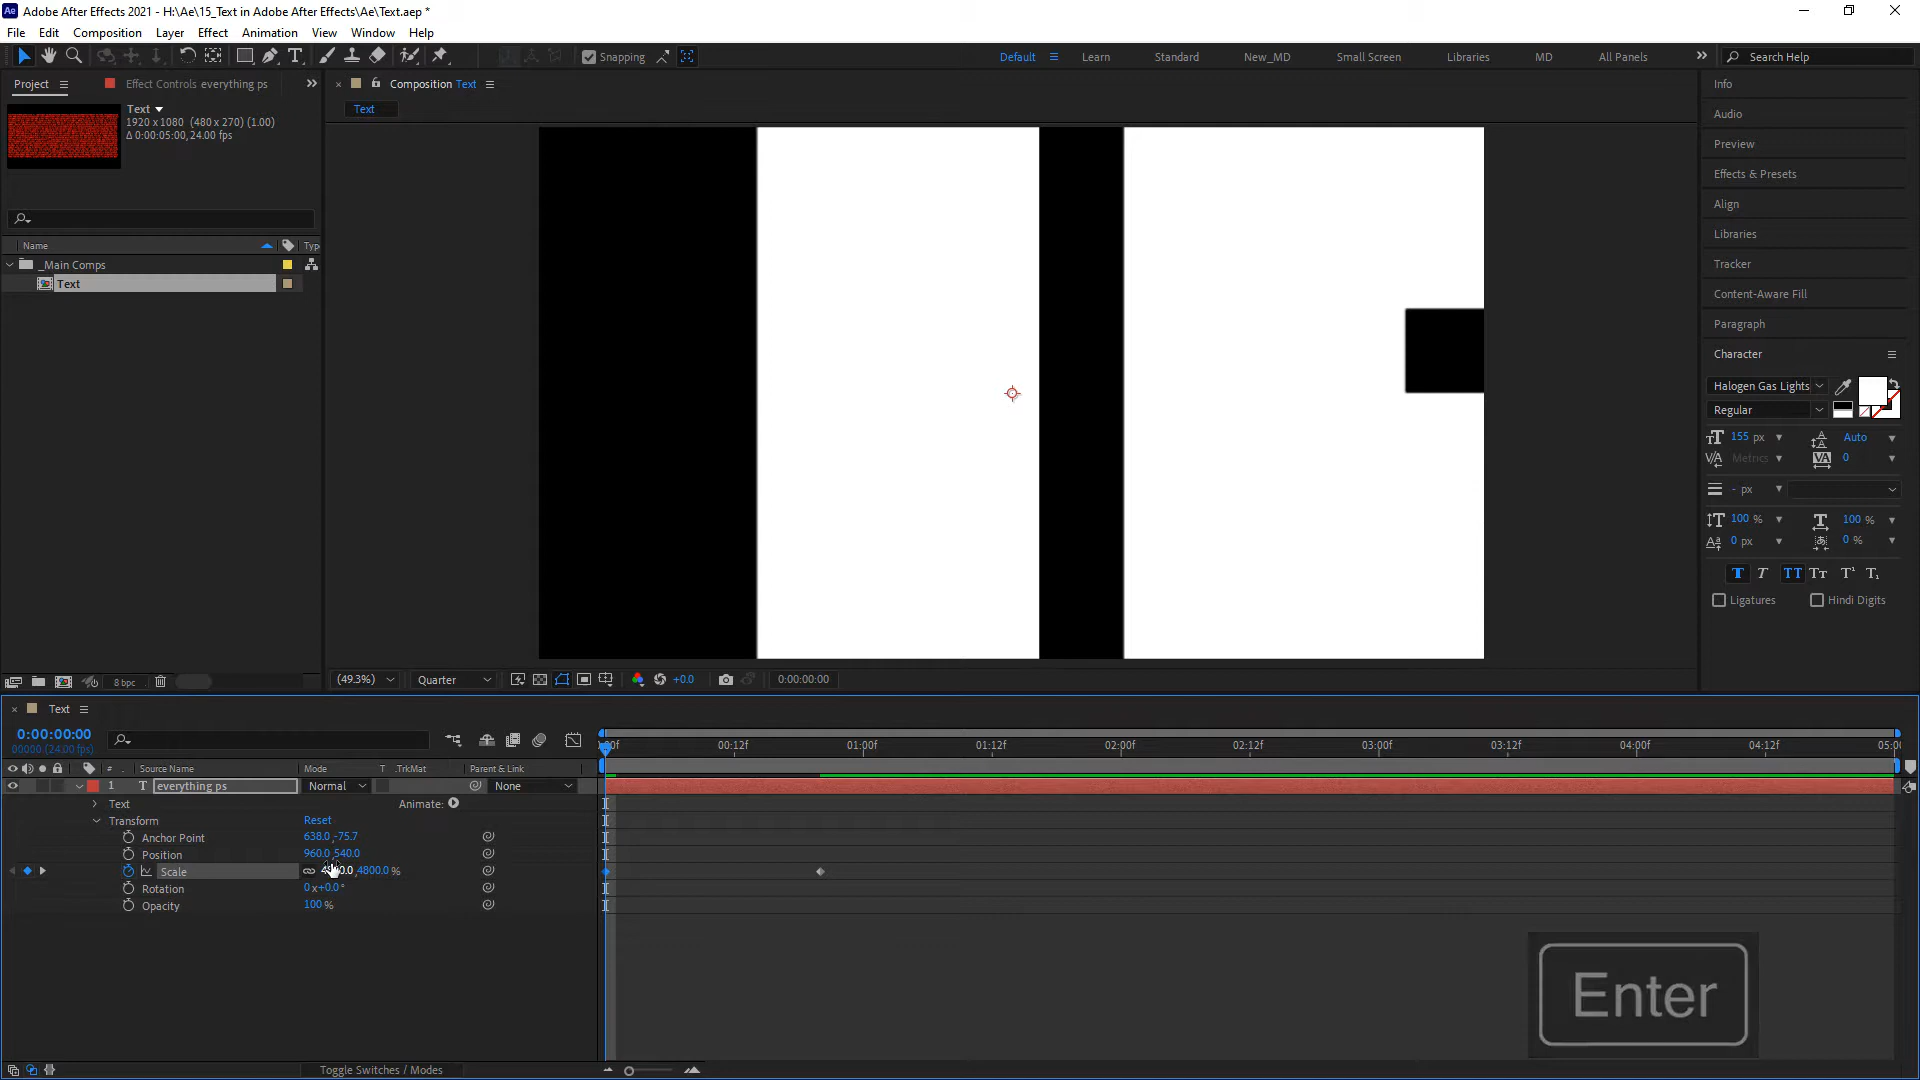 Adobe After Effects 2021 - H:\Ae\15_Text in Adobe After Effects\Ae\Text.aep *
File Edit Composition Layer Effect Animation View Window Help
Snapping
Default Learn Standard New_MD Small Screen Libraries MD All Panels Search Help
Project Effect Controls everything ps
Composition Text
Text
Text
1920 x 1080 (480 x 270) (1.00)
Δ 0:00:05:00, 24.00 fps
Name
_Main Comps
Text
8 bpc
(49.3%) Quarter +0.0 0:00:00:00
Info
Audio
Preview
Effects & Presets
Align
Libraries
Tracker
Content-Aware Fill
Paragraph
Character
Halogen Gas Lights
Regular
155 px Auto
Metrics 0
- px
100 % 100 %
0 px 0 %
Ligatures Hindi Digits
Text
0:00:00:00
00000 (24.00 fps)
00:12f 01:00f 01:12f 02:00f 02:12f 03:00f 03:12f 04:00f 04:12f
# Source Name Mode T .TrkMat Parent & Link
1 T everything ps Normal None
Text Animate:
Transform Reset
Anchor Point 638.0, -75.7
Position 960.0, 540.0
Scale 4800.0 %
Rotation 0 x+0.0 °
Opacity 100 %
Toggle Switches / Modes
Enter